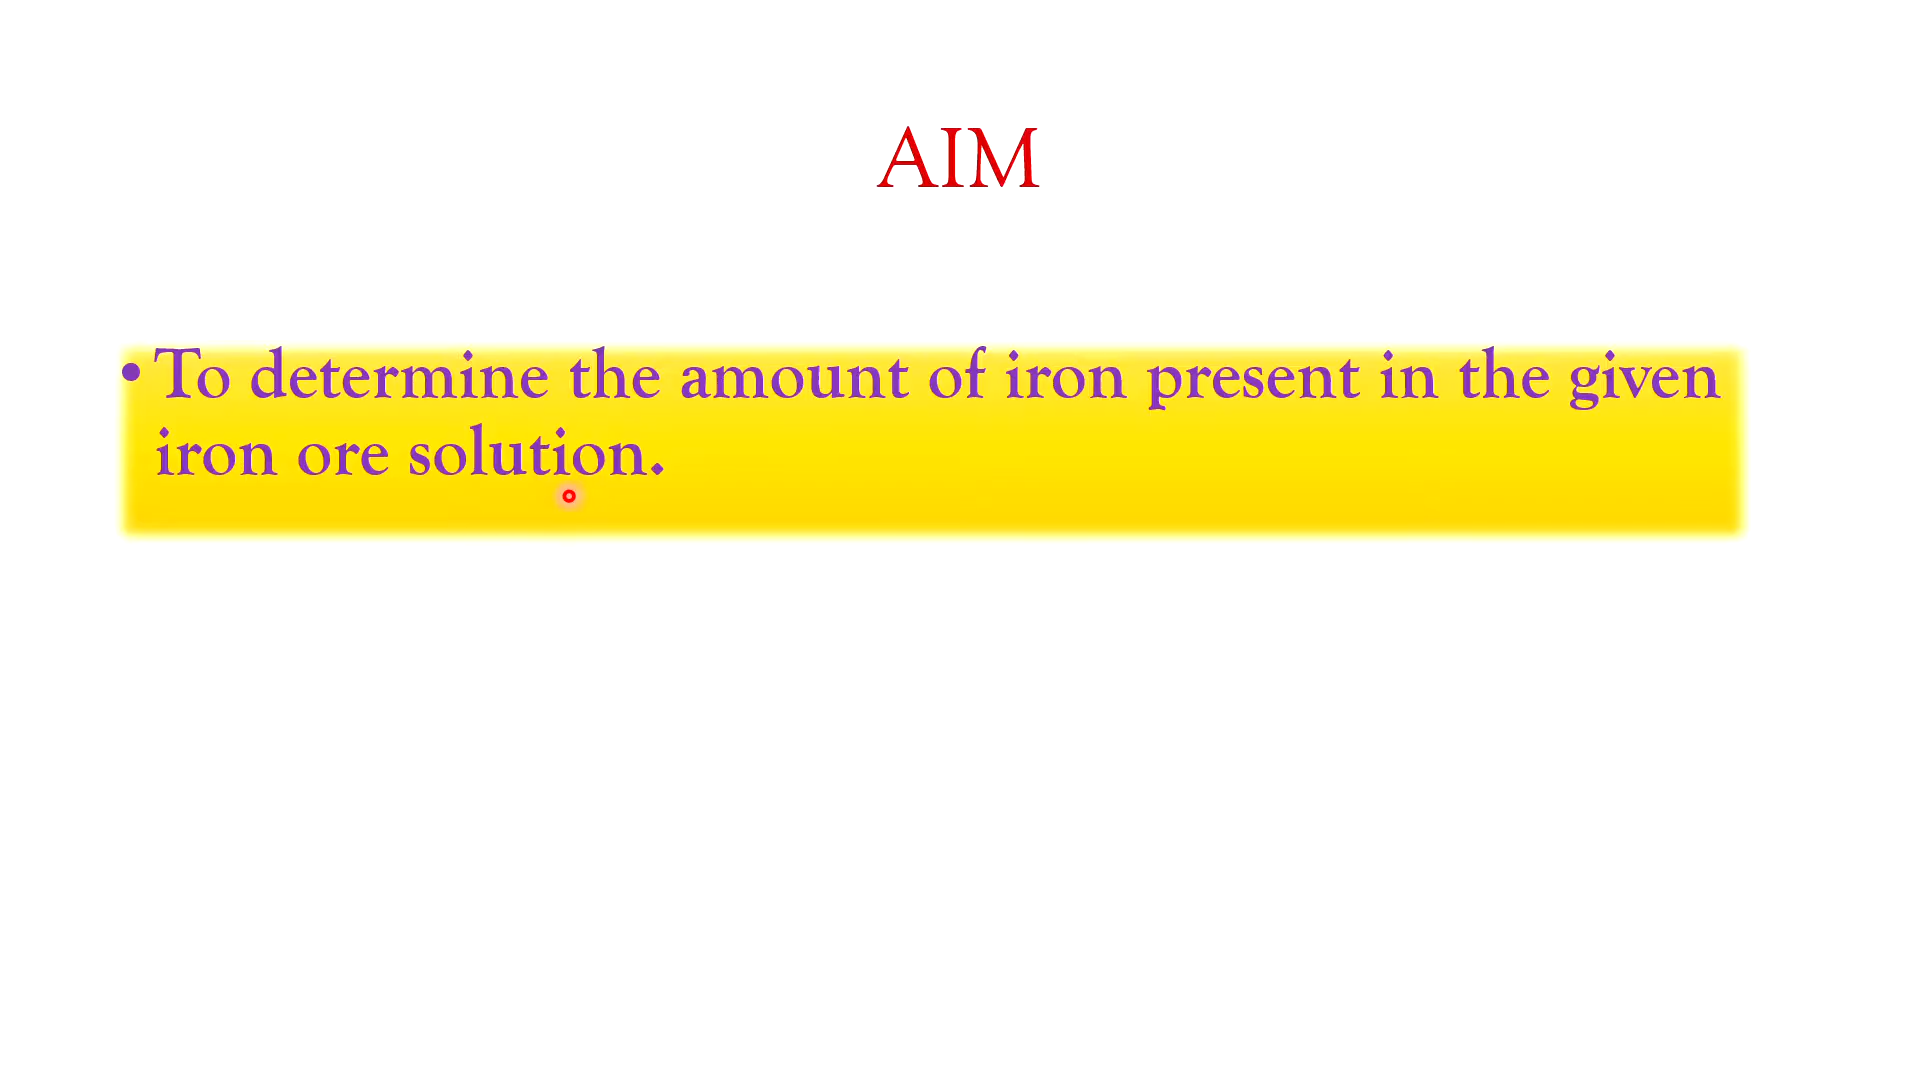 AIM
• To determine the amount of iron present in the given
iron ore solution.